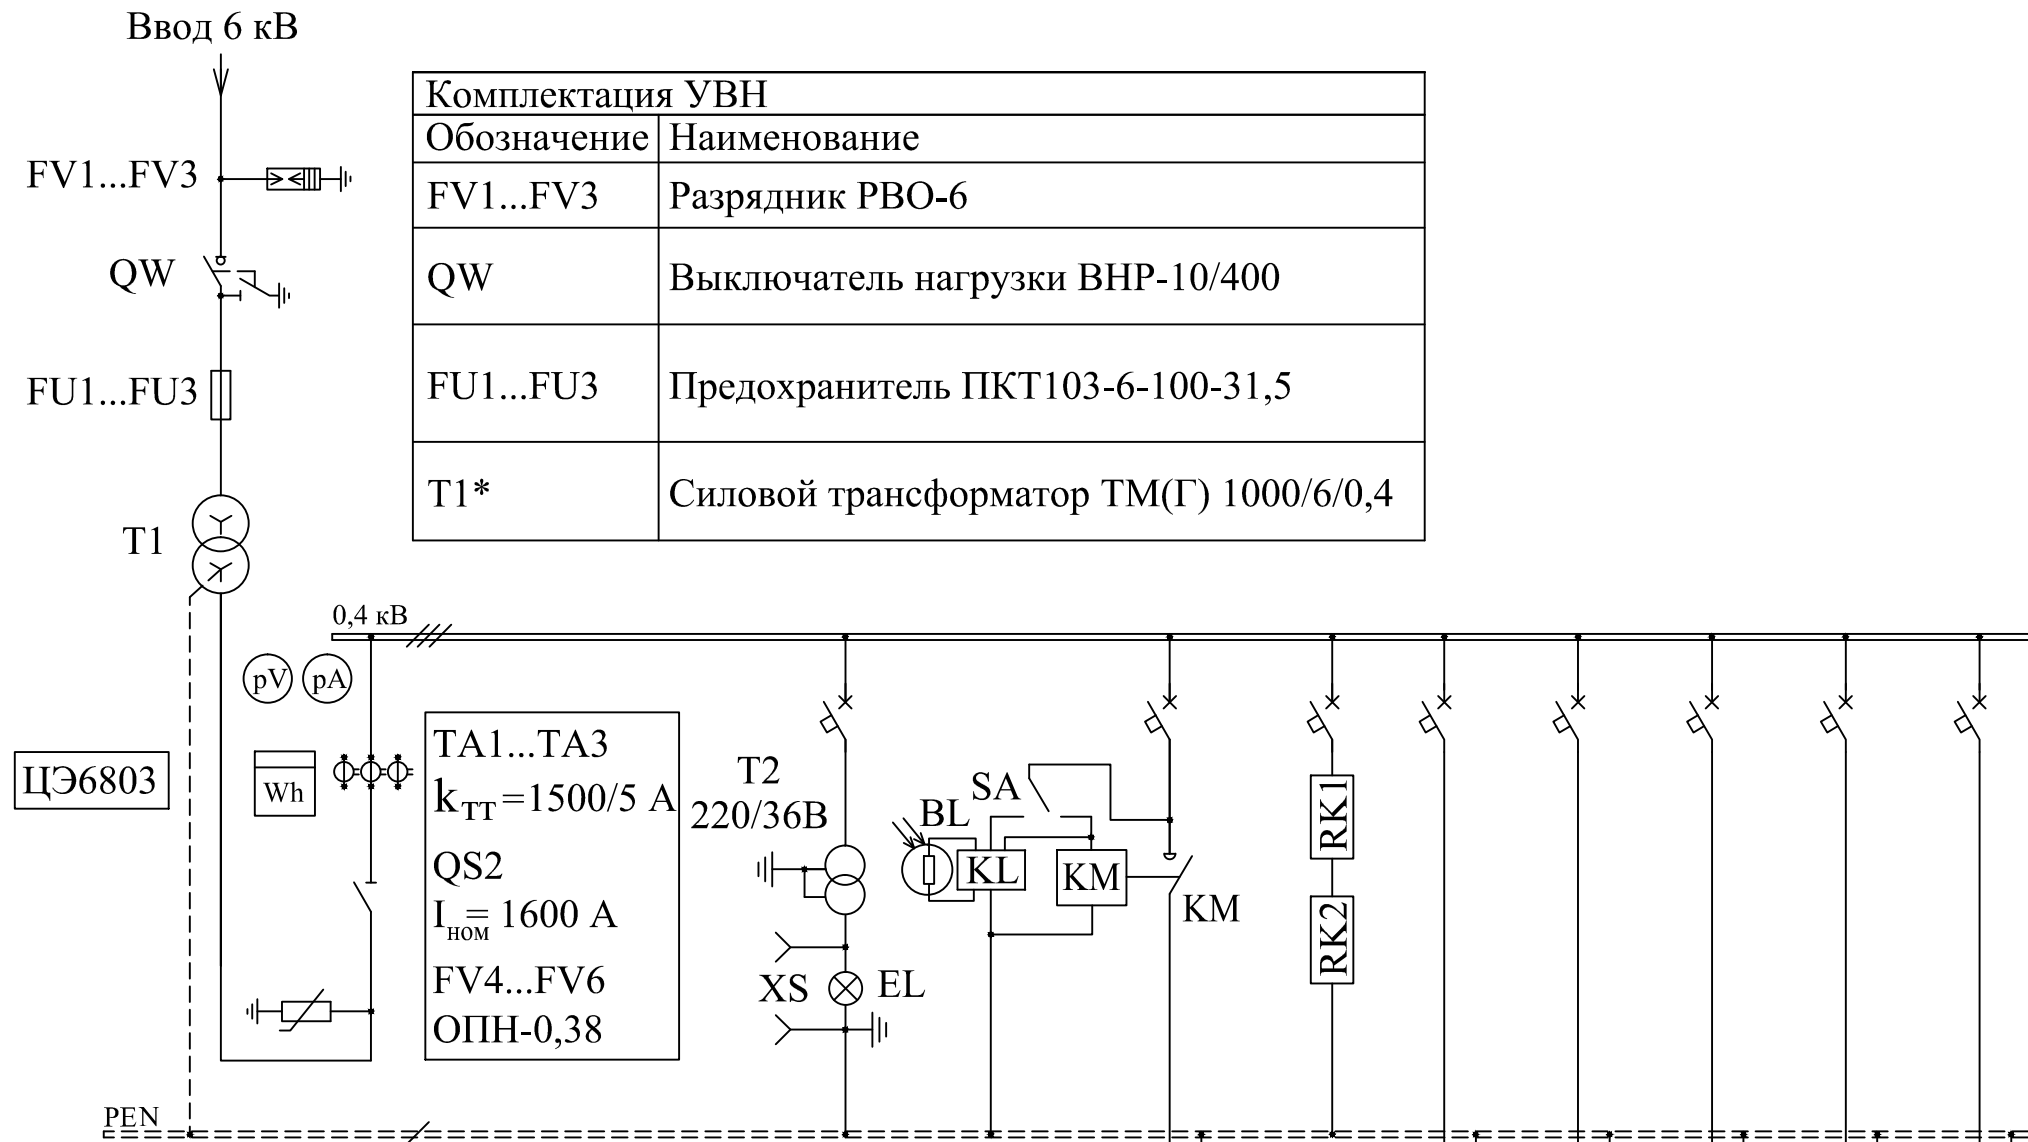 Ввод 6 кВ
FV1...FV3
QW
FU1...FU3
T1
Комплектация УВН
Обозначение Наименование
FV1...FV3 Разрядник РВО-6
QW Выключатель нагрузки ВНР-10/400
FU1...FU3 Предохранитель ПКТ103-6-100-31,5
Т1* Силовой трансформатор ТМ(Г) 1000/6/0,4
0,4 кВ
pV pA
ЦЭ6803
Wh
TA1...TA3
kтт=1500/5 А
QS2
Iном= 1600 А
FV4...FV6
ОПН-0,38
T2
220/36В
XS
EL
BL
SA
KL
KM
KM
RK1
RK2
PEN